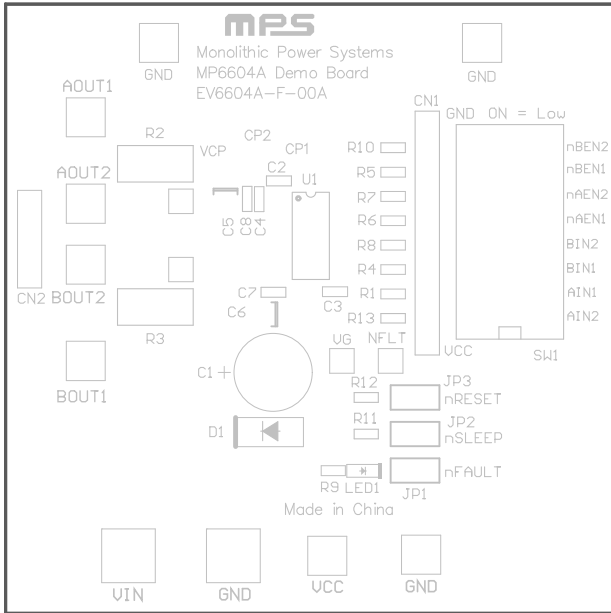 mPS
Monolithic Power Systems
MP6604A Demo Board
EV6604A-F-00A
GND
GND
AOUT1
CN1
GND ON = Low
R2
VCP
CP2
CP1
R10
nBEN2
AOUT2
C2
U1
R5
nBEN1
R7
nAEN2
C5
C8
C4
R6
nAEN1
R8
BIN2
R4
BIN1
CN2
BOUT2
C7
C3
R1
AIN1
C6
R13
AIN2
R3
VG
NFLT
VCC
SW1
C1 +
R12
JP3
nRESET
BOUT1
D1
R11
JP2
nSLEEP
R9
LED1
nFAULT
JP1
Made in China
VIN
GND
VCC
GND